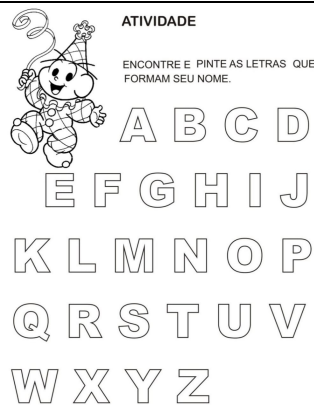 ATIVIDADE
ENCONTRE E PINTE AS LETRAS QUE
FORMAM SEU NOME.
A B C D
E F G H I J
K L M N O P
Q R S T U V
W X Y Z